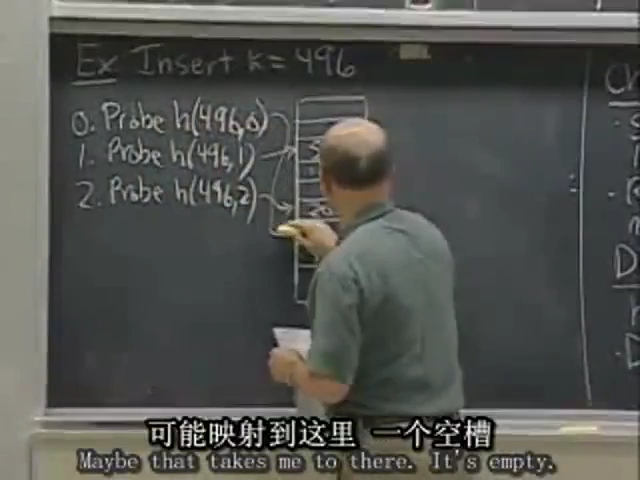 Ex Insert k=496
0. Probe h(496,0)
1. Probe h(496,1)
2. Probe h(496,2)
可能映射到这里 一个空槽
Maybe that takes me to there. It's empty.